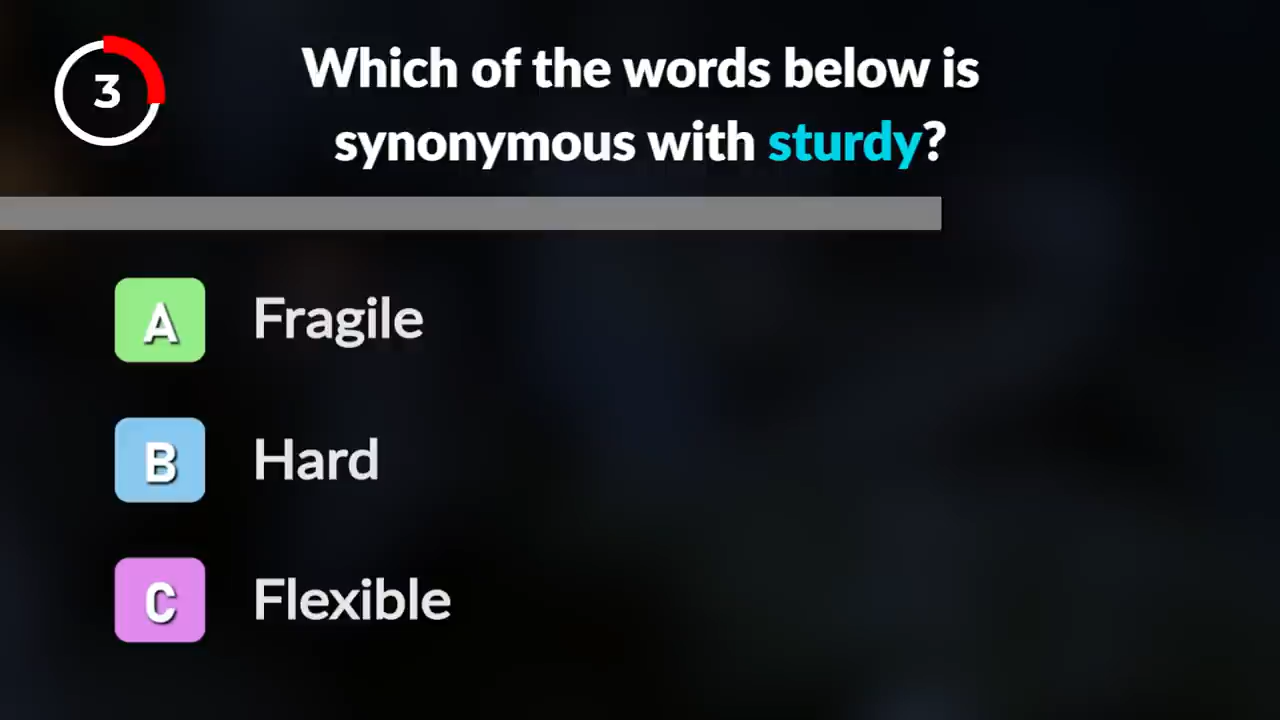 3
Which of the words below is
synonymous with sturdy?
A Fragile
B Hard
C Flexible